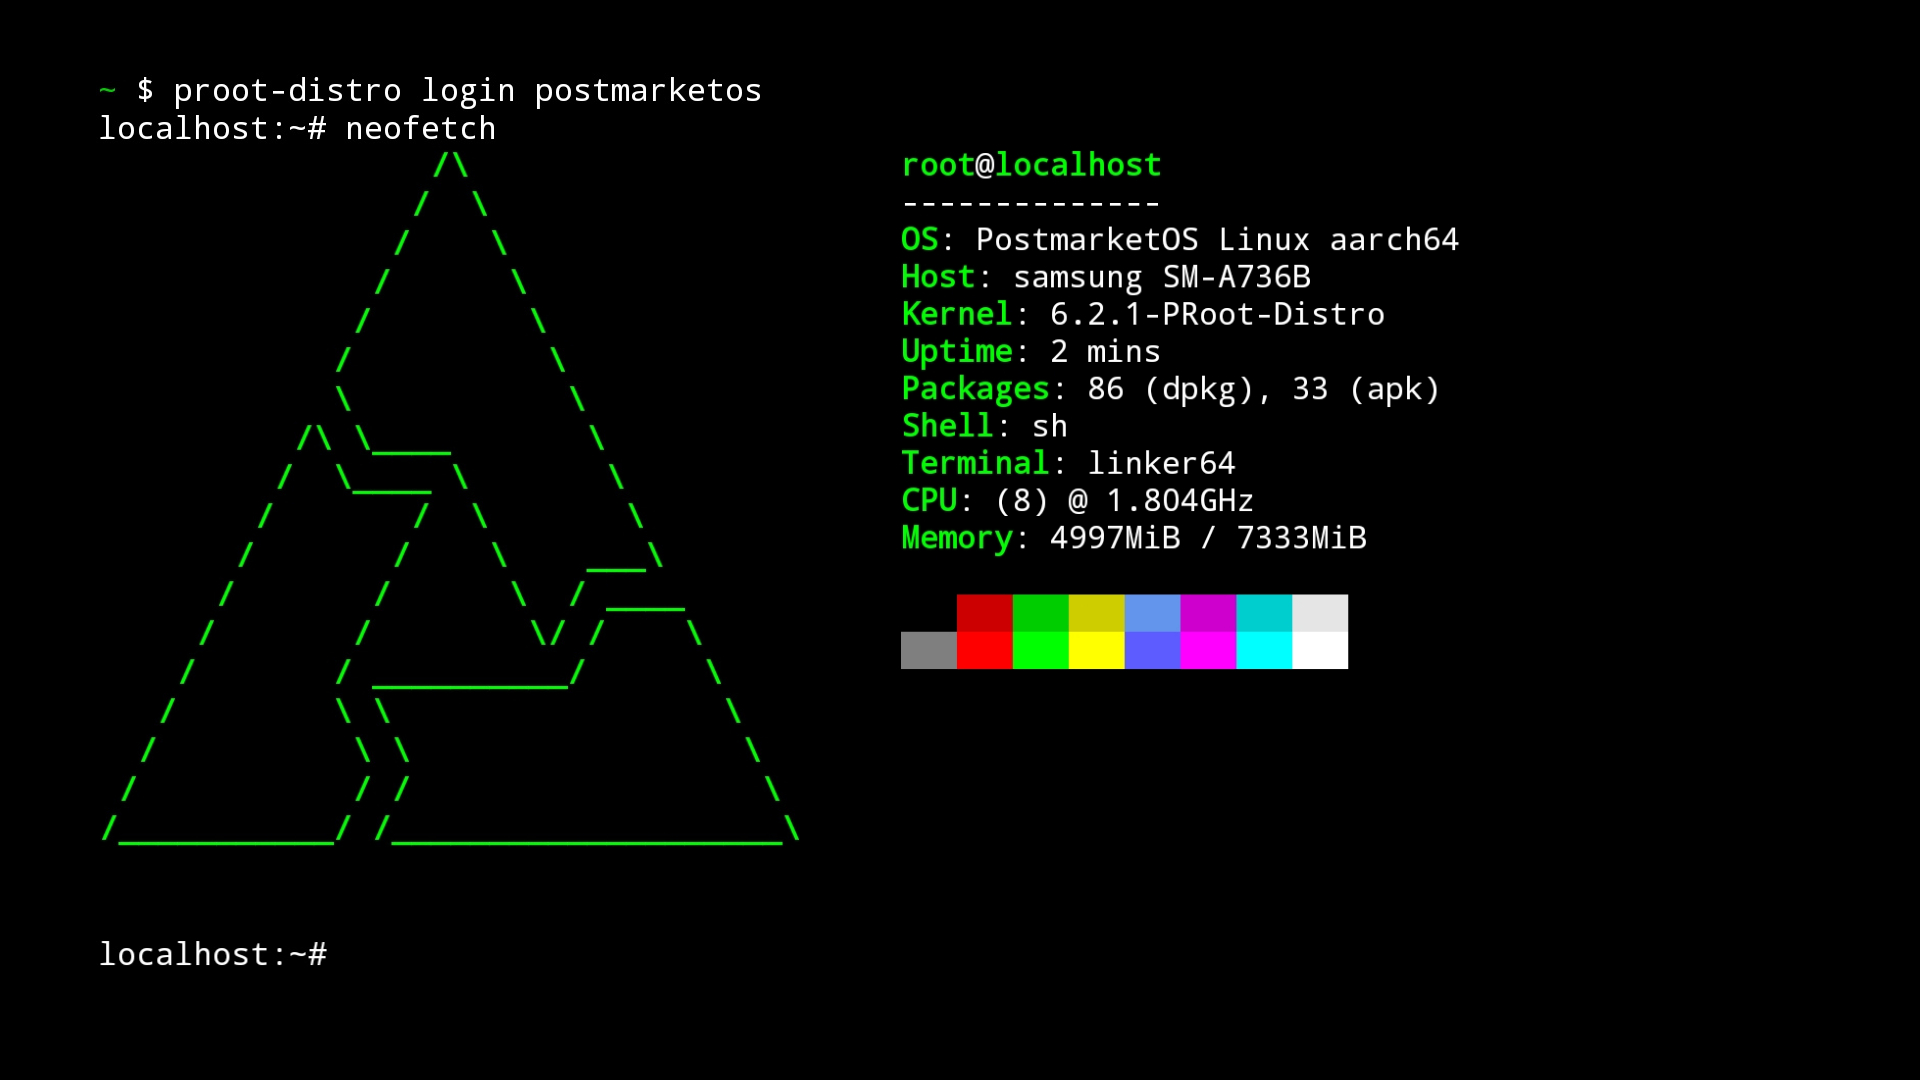 ~ $ proot-distro login postmarketos
localhost:~# neofetch
root@localhost
--------------
OS: PostmarketOS Linux aarch64
Host: samsung SM-A736B
Kernel: 6.2.1-PRoot-Distro
Uptime: 2 mins
Packages: 86 (dpkg), 33 (apk)
Shell: sh
Terminal: linker64
CPU: (8) @ 1.804GHz
Memory: 4997MiB / 7333MiB
localhost:~#